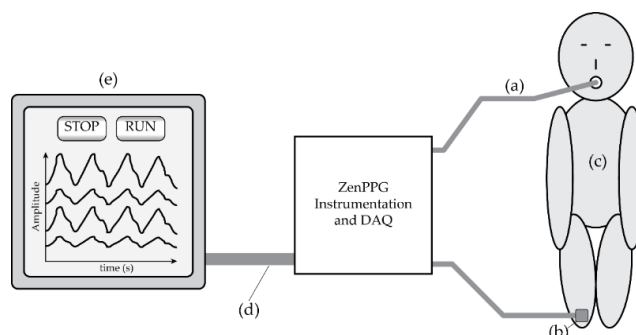 (e)
STOP RUN
Amplitude
time (s)
(d)
ZenPPG
Instrumentation
and DAQ
(a)
(c)
(b)